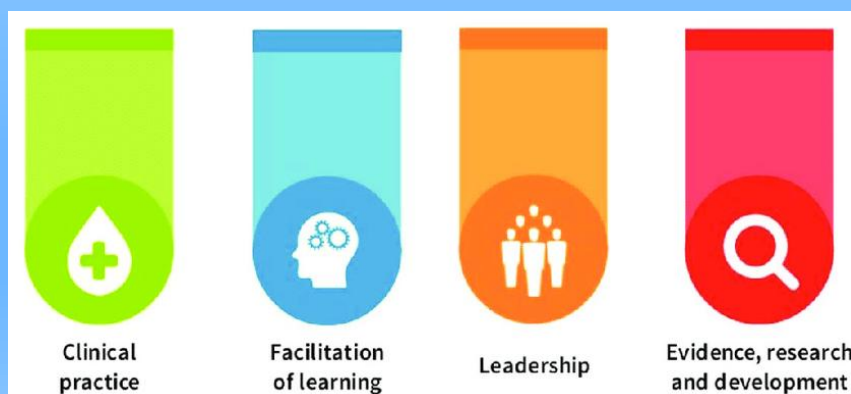 Clinical
practice
Facilitation
of learning
Leadership
Evidence, research
and development